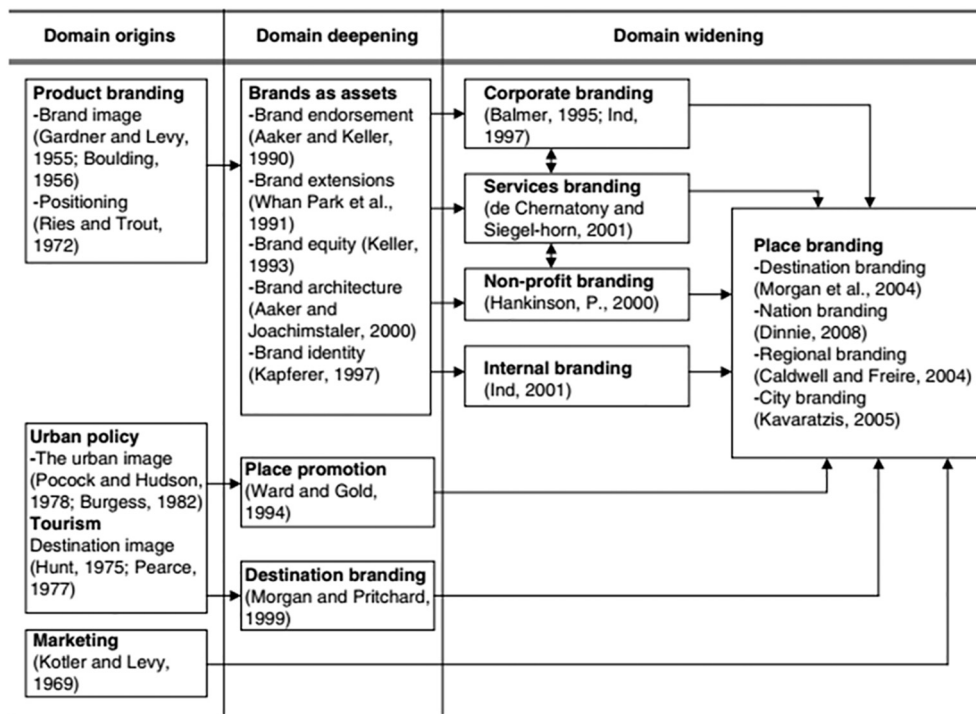 Domain origins
Domain deepening
Domain widening
Product branding
-Brand image
(Gardner and Levy,
1955; Boulding,
1956)
-Positioning
(Ries and Trout,
1972)
Urban policy
-The urban image
(Pocock and Hudson,
1978; Burgess, 1982)
Tourism
Destination image
(Hunt, 1975; Pearce,
1977)
Marketing
(Kotler and Levy,
1969)
Brands as assets
-Brand endorsement
(Aaker and Keller,
1990)
-Brand extensions
(Whan Park et al.,
1991)
-Brand equity (Keller,
1993)
-Brand architecture
(Aaker and
Joachimstaler, 2000)
-Brand identity
(Kapferer, 1997)
Place promotion
(Ward and Gold,
1994)
Destination branding
(Morgan and Pritchard,
1999)
Corporate branding
(Balmer, 1995; Ind,
1997)
Services branding
(de Chernatony and
Siegel-horn, 2001)
Non-profit branding
(Hankinson, P., 2000)
Internal branding
(Ind, 2001)
Place branding
-Destination branding
(Morgan et al., 2004)
-Nation branding
(Dinnie, 2008)
-Regional branding
(Caldwell and Freire, 2004)
-City branding
(Kavaratzis, 2005)